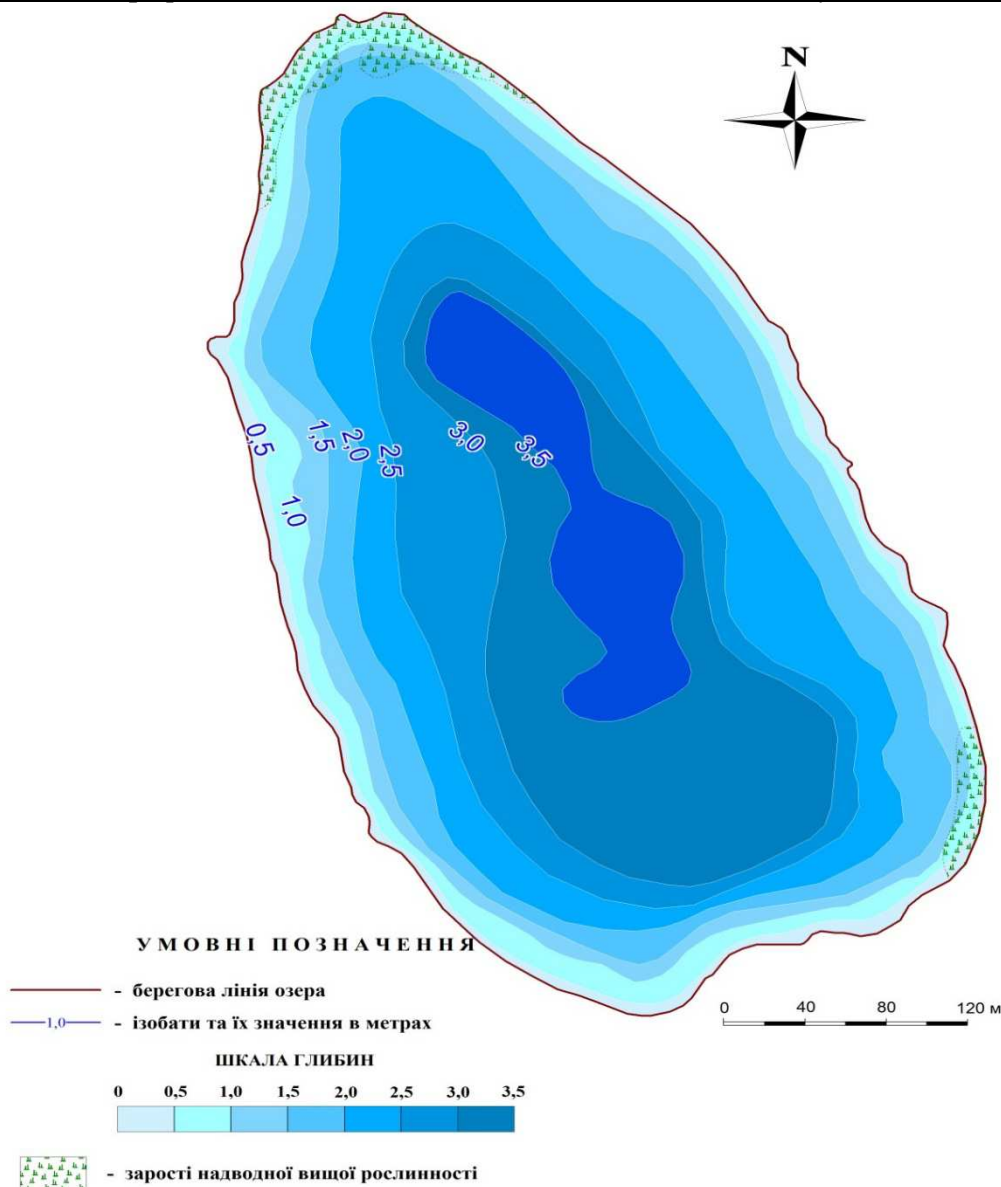 N
0,5
1,5
2,0
2,5
3,0
3,5
1,0
УМОВНІ ПОЗНАЧЕННЯ
- берегова лінія озера
1,0 - ізобати та їх значення в метрах
0 40 80 120 м
ШКАЛА ГЛИБИН
0 0,5 1,0 1,5 2,0 2,5 3,0 3,5
- зарості надводної вищої рослинності